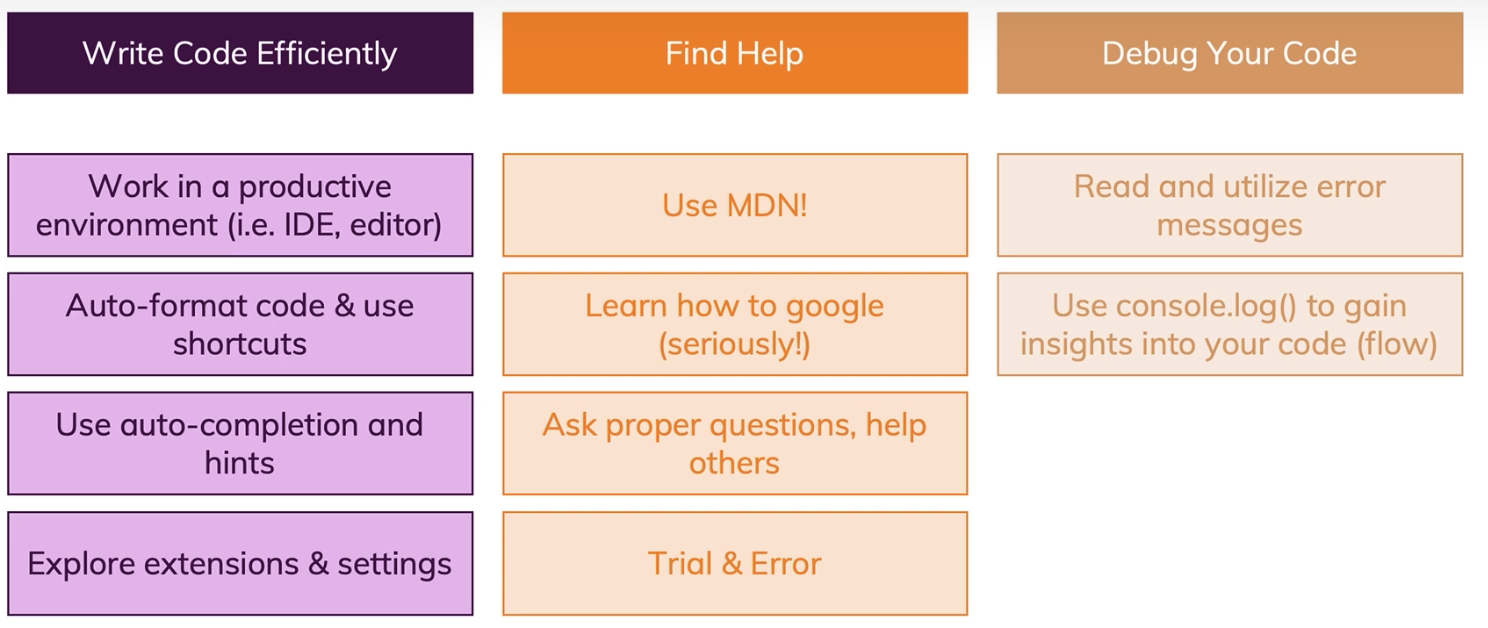 Write Code Efficiently
Find Help
Debug Your Code
Work in a productive
environment (i.e. IDE, editor)
Use MDN!
Read and utilize error
messages
Auto-format code & use
shortcuts
Learn how to google
(seriously!)
Use console.log() to gain
insights into your code (flow)
Use auto-completion and
hints
Ask proper questions, help
others
Explore extensions & settings
Trial & Error